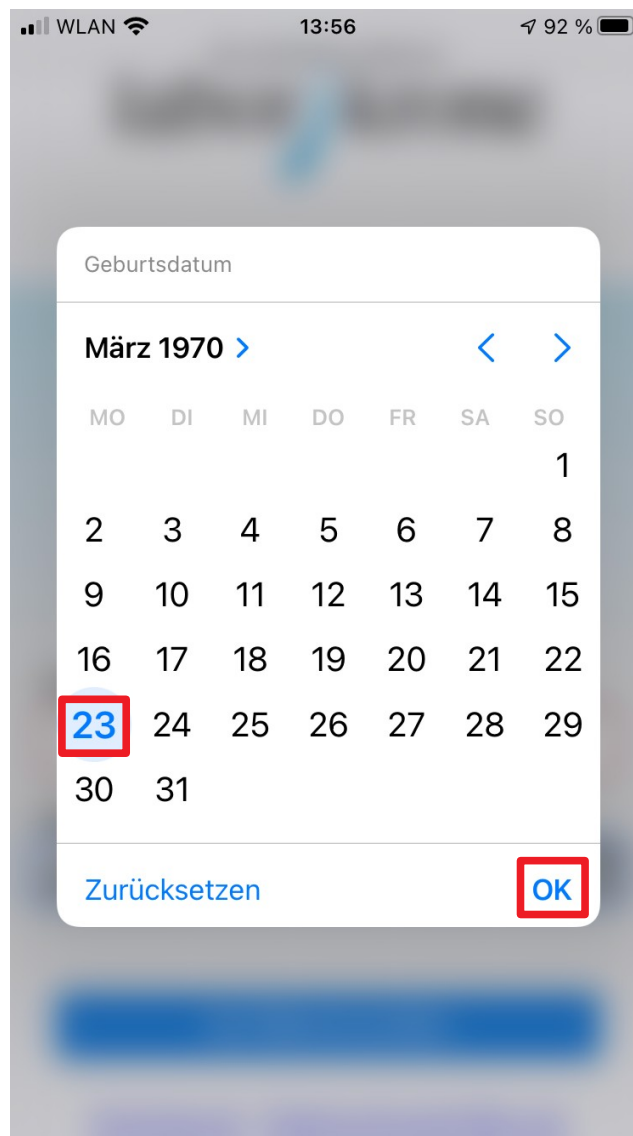 WLAN 13:56 92 %
Geburtsdatum
März 1970
MO DI MI DO FR SA SO
1
2 3 4 5 6 7 8
9 10 11 12 13 14 15
16 17 18 19 20 21 22
23 24 25 26 27 28 29
30 31
Zurücksetzen OK